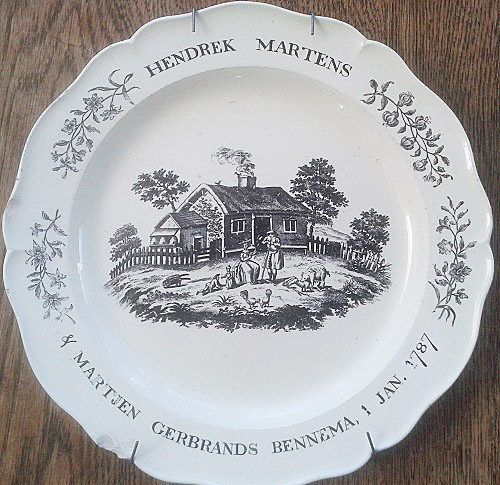 HENDREK MARTENS
& MARTJEN GERBRANDS BENNEMA, 1 JAN. 1787